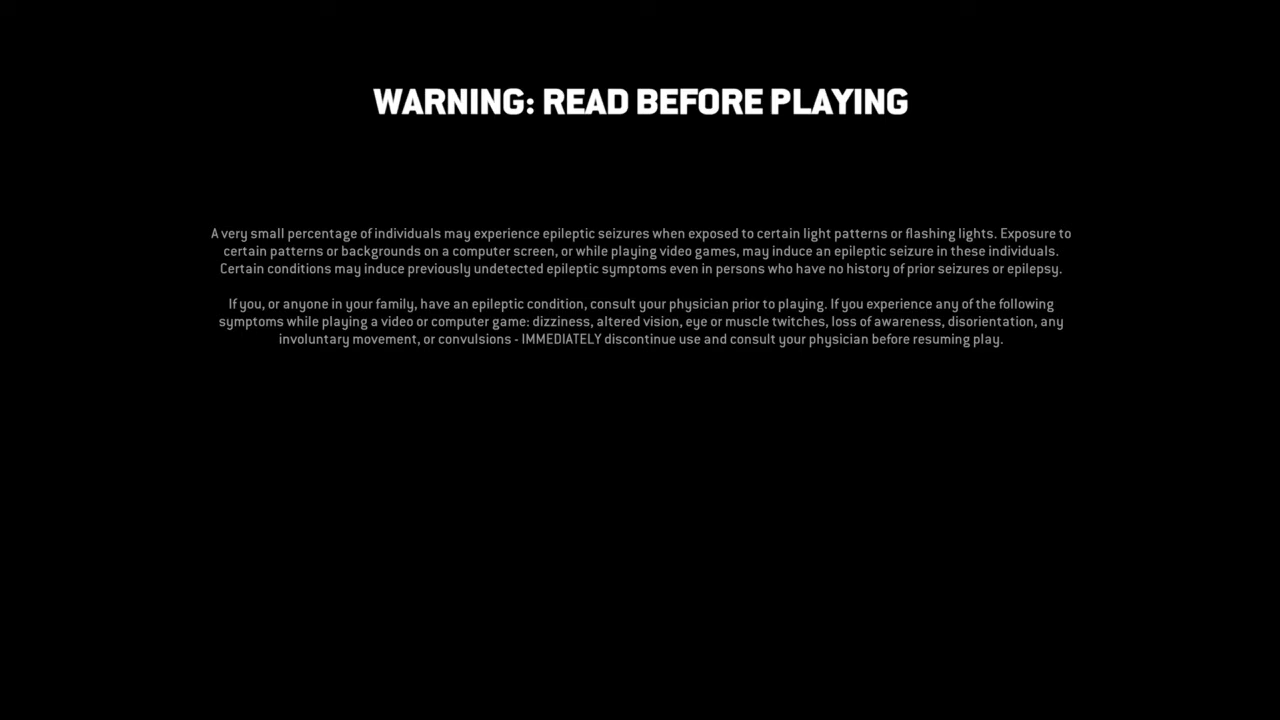 WARNING: READ BEFORE PLAYING
A very small percentage of individuals may experience epileptic seizures when exposed to certain light patterns or flashing lights. Exposure to
certain patterns or backgrounds on a computer screen, or while playing video games, may induce an epileptic seizure in these individuals.
Certain conditions may induce previously undetected epileptic symptoms even in persons who have no history of prior seizures or epilepsy.
If you, or anyone in your family, have an epileptic condition, consult your physician prior to playing. If you experience any of the following
symptoms while playing a video or computer game: dizziness, altered vision, eye or muscle twitches, loss of awareness, disorientation, any
involuntary movement, or convulsions - IMMEDIATELY discontinue use and consult your physician before resuming play.